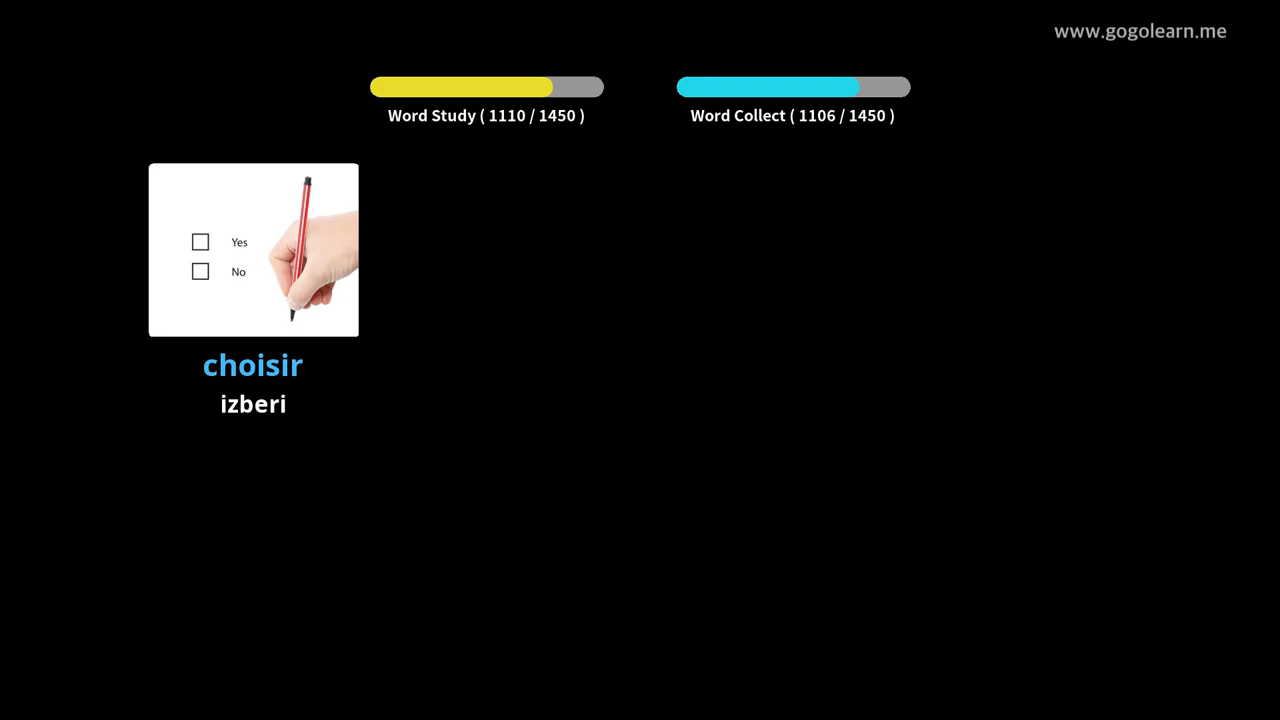 www.gogolearn.me
Word Study ( 1110 / 1450 )
Word Collect ( 1106 / 1450 )
Yes
No
choisir
izberi